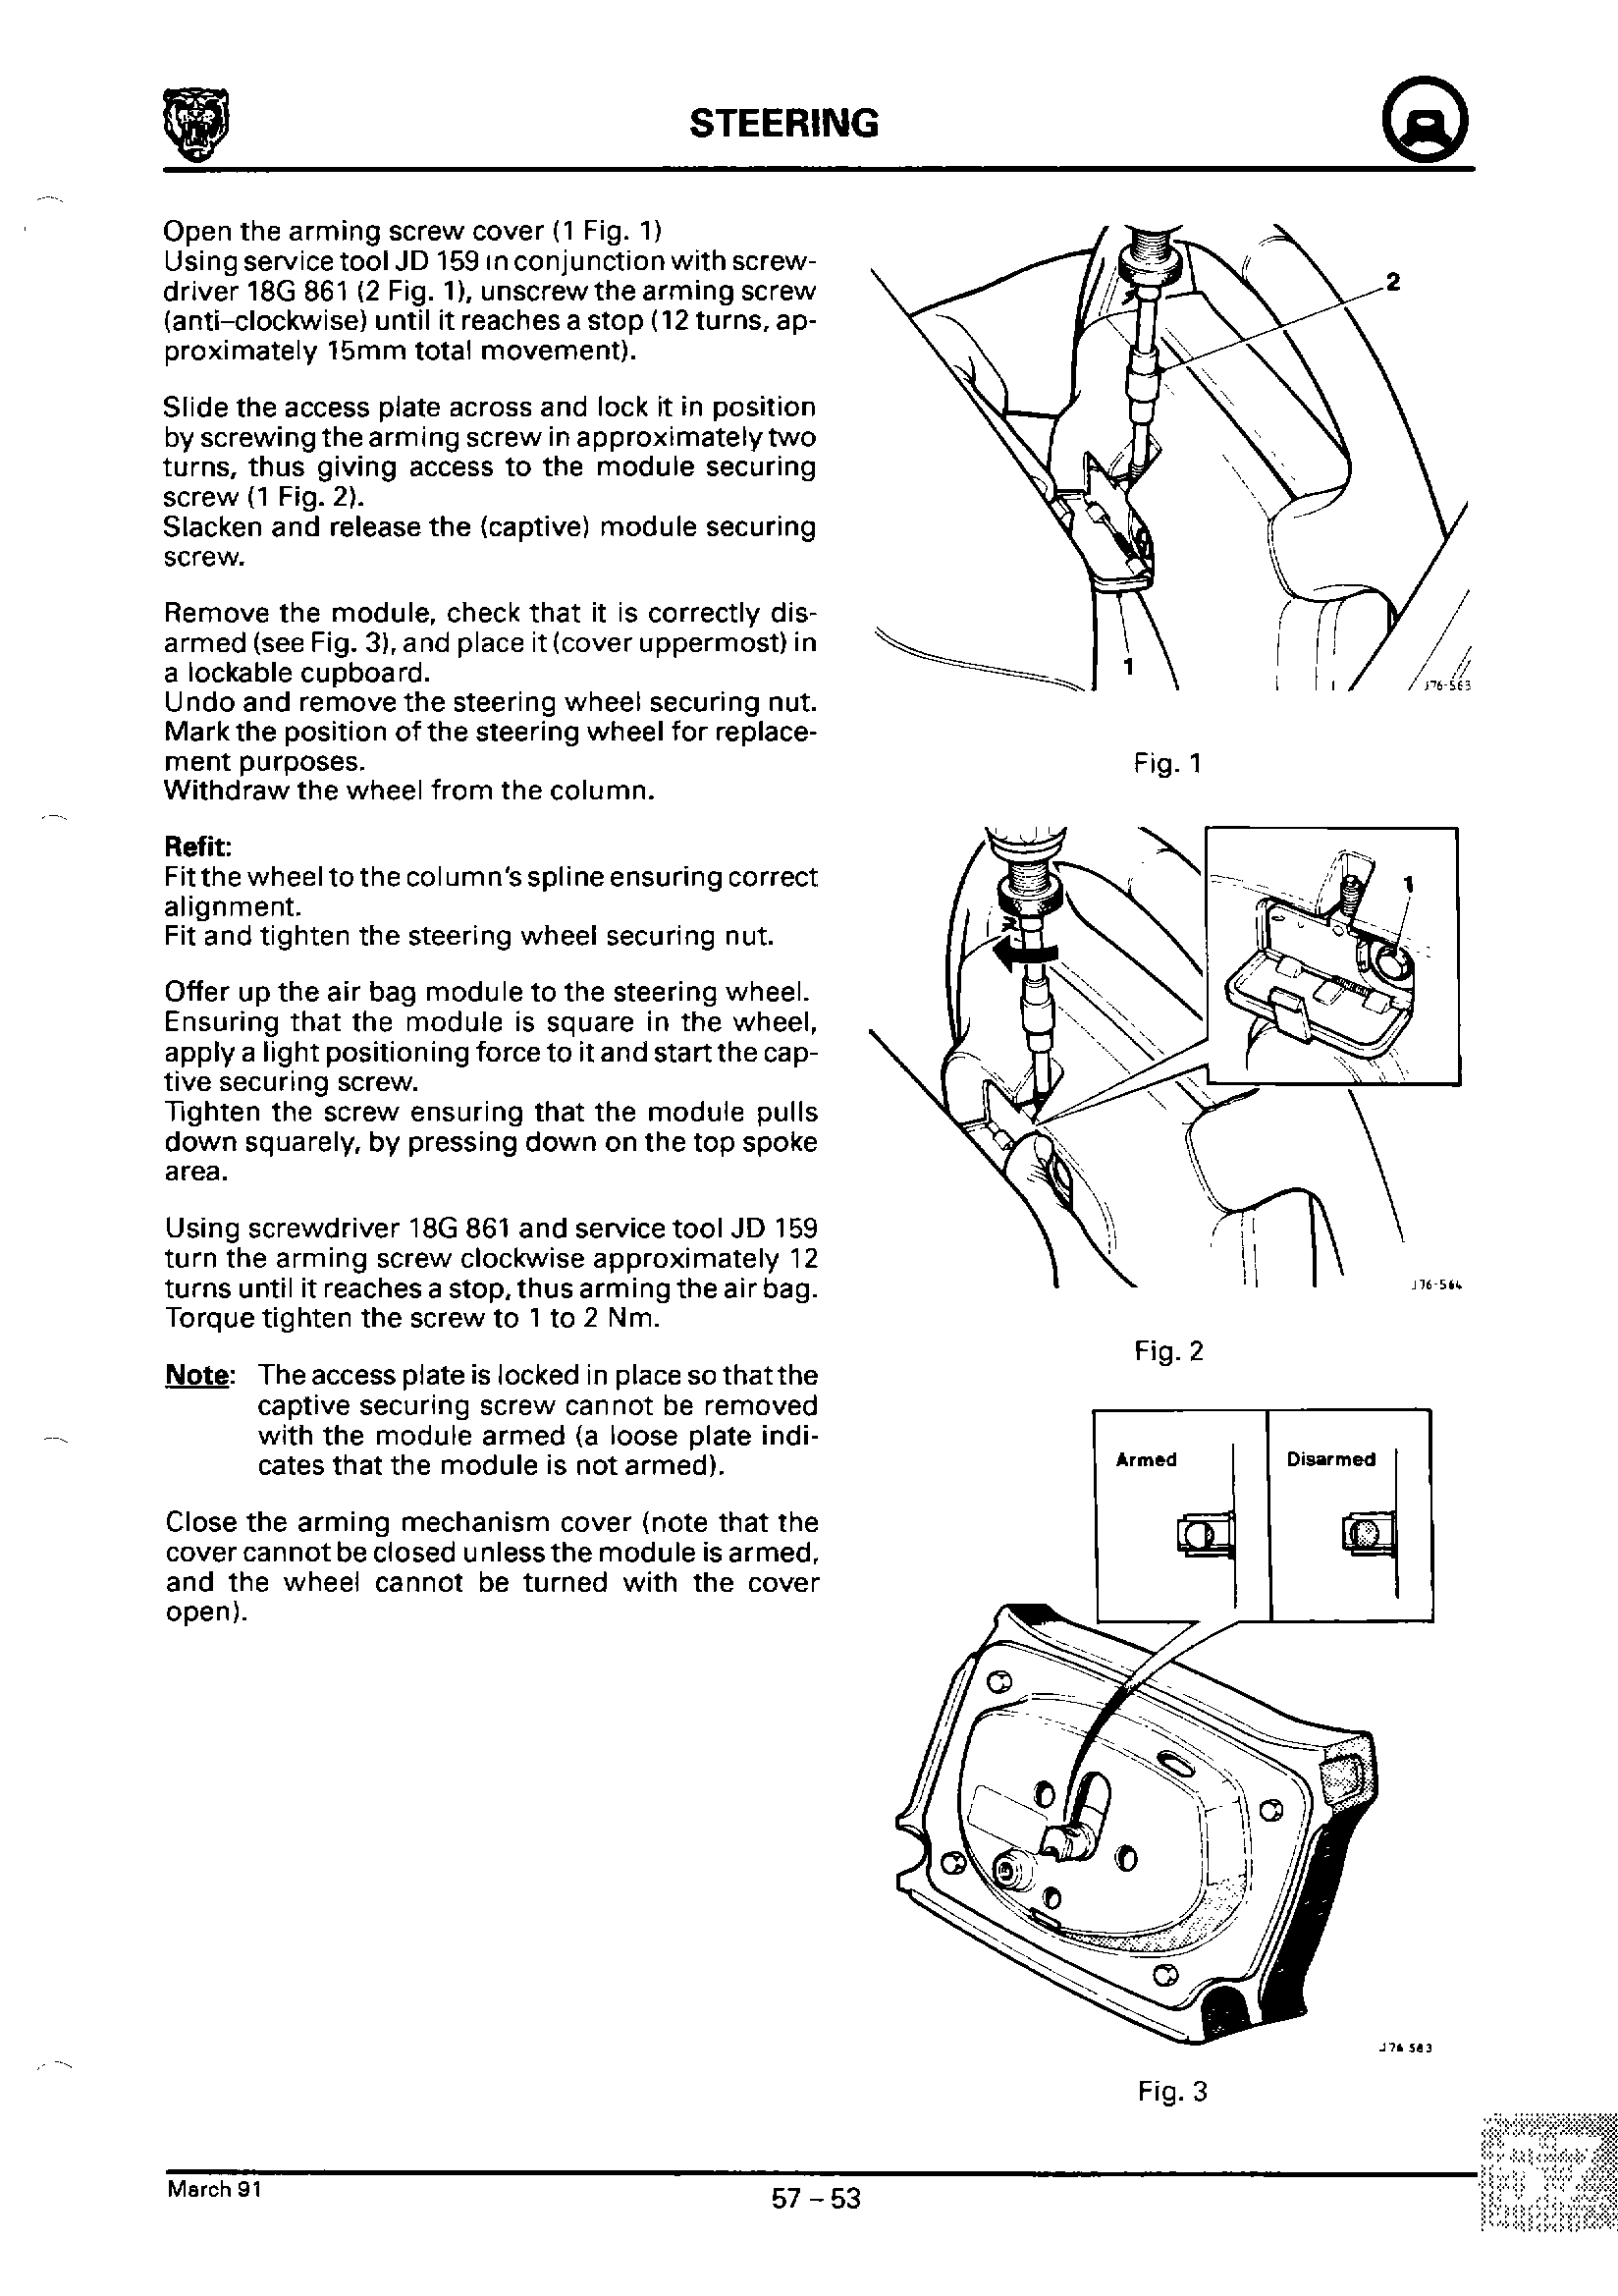 STEERING
Open the arming screw cover (1 Fig. 1)
Using service tool JD 159 in conjunction with screw-
driver 18G 861 (2 Fig. 1), unscrew the arming screw
(anti–clockwise) until it reaches a stop (12 turns, ap-
proximately 15mm total movement).
Slide the access plate across and lock it in position
by screwing the arming screw in approximately two
turns, thus giving access to the module securing
screw (1 Fig. 2).
Slacken and release the (captive) module securing
screw.
Remove the module, check that it is correctly dis-
armed (see Fig. 3), and place it (cover uppermost) in
a lockable cupboard.
Undo and remove the steering wheel securing nut.
Mark the position of the steering wheel for replace-
ment purposes.
Withdraw the wheel from the column.
Refit:
Fit the wheel to the column's spline ensuring correct
alignment.
Fit and tighten the steering wheel securing nut.
Offer up the air bag module to the steering wheel.
Ensuring that the module is square in the wheel,
apply a light positioning force to it and start the cap-
tive securing screw.
Tighten the screw ensuring that the module pulls
down squarely, by pressing down on the top spoke
area.
Using screwdriver 18G 861 and service tool JD 159
turn the arming screw clockwise approximately 12
turns until it reaches a stop, thus arming the air bag.
Torque tighten the screw to 1 to 2 Nm.
Note: The access plate is locked in place so that the
captive securing screw cannot be removed
with the module armed (a loose plate indi-
cates that the module is not armed).
Close the arming mechanism cover (note that the
cover cannot be closed unless the module is armed,
and the wheel cannot be turned with the cover
open).
2
1
J76-563
Fig. 1
1
J76-564
Fig. 2
Armed
Disarmed
J76 583
Fig. 3
57
March 91
57 – 53